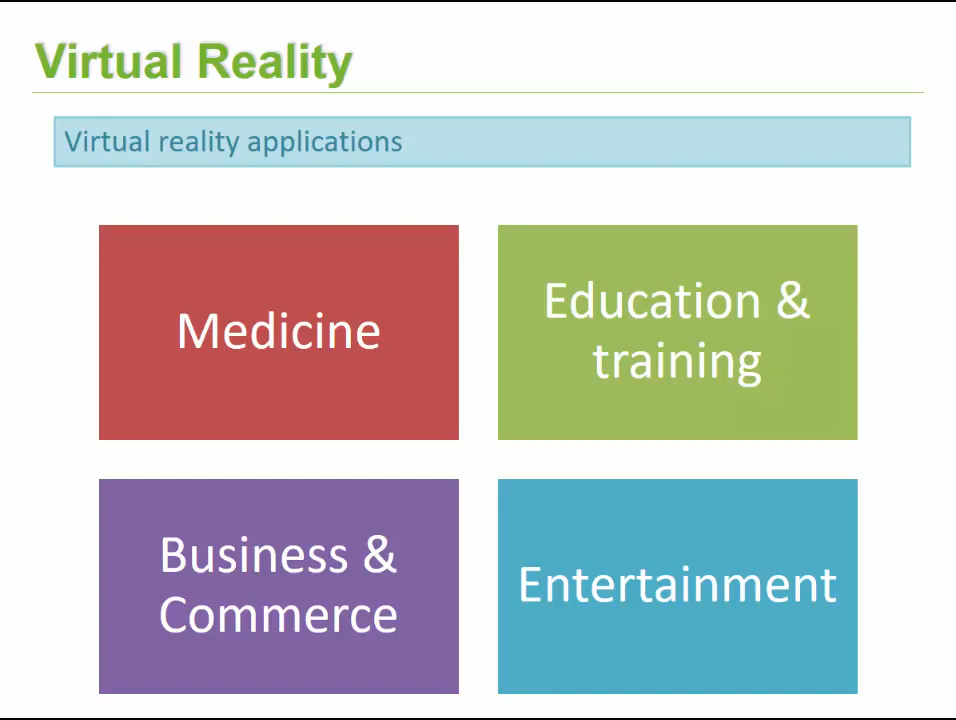 Virtual Reality
Virtual reality applications
Medicine
Education &
training
Business &
Commerce
Entertainment